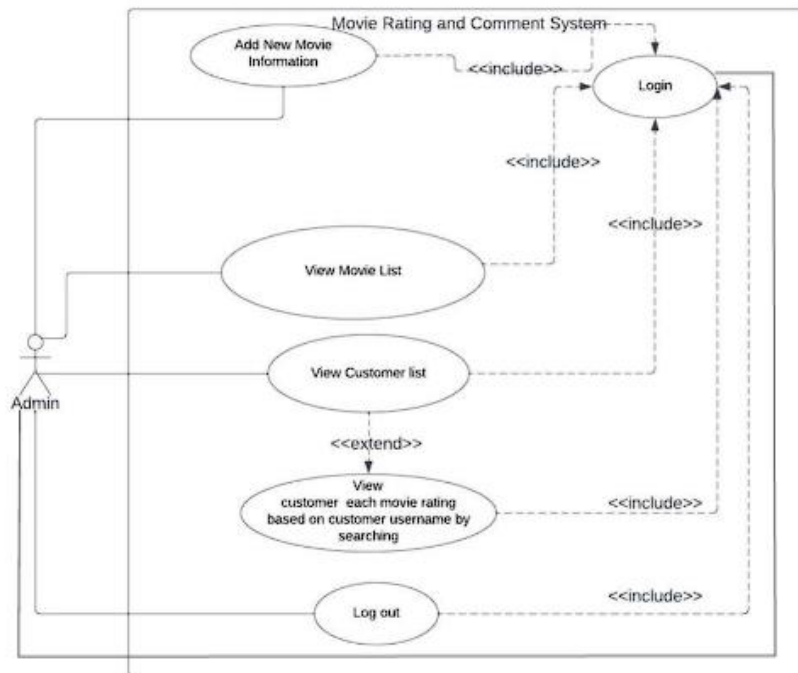 Movie Rating and Comment System
Add New Movie
Information
<<include>>
Login
<<include>>
<<include>>
View Movie List
View Customer list
Admin
<<extend>>
View
customer each movie rating
based on customer username by
searching
<<include>>
<<include>>
Log out